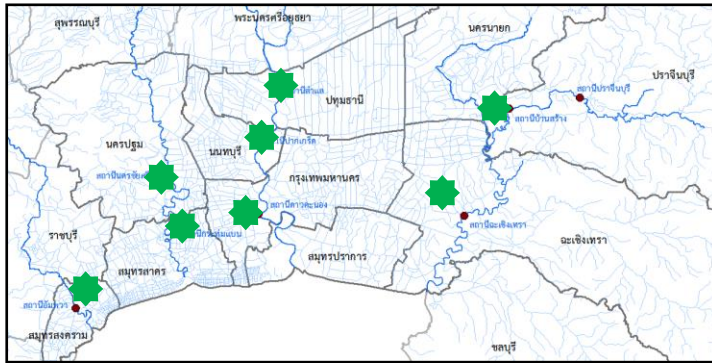 สุพรรณบุรี
พระนครศรีอยุธยา
นครนายก
ปราจีนบุรี
สถานีปราจีนบุรี
ปทุมธานี
สถานีบ้านสร้าง
นครปฐม
นนทบุรี
กรุงเทพมหานคร
สถานีดาวคะนอง
ราชบุรี
สมุทรสาคร
สมุทรปราการ
สถานีฉะเชิงเทรา
ฉะเชิงเทรา
สถานีอัมพวา
สมุทรสงคราม
ชลบุรี